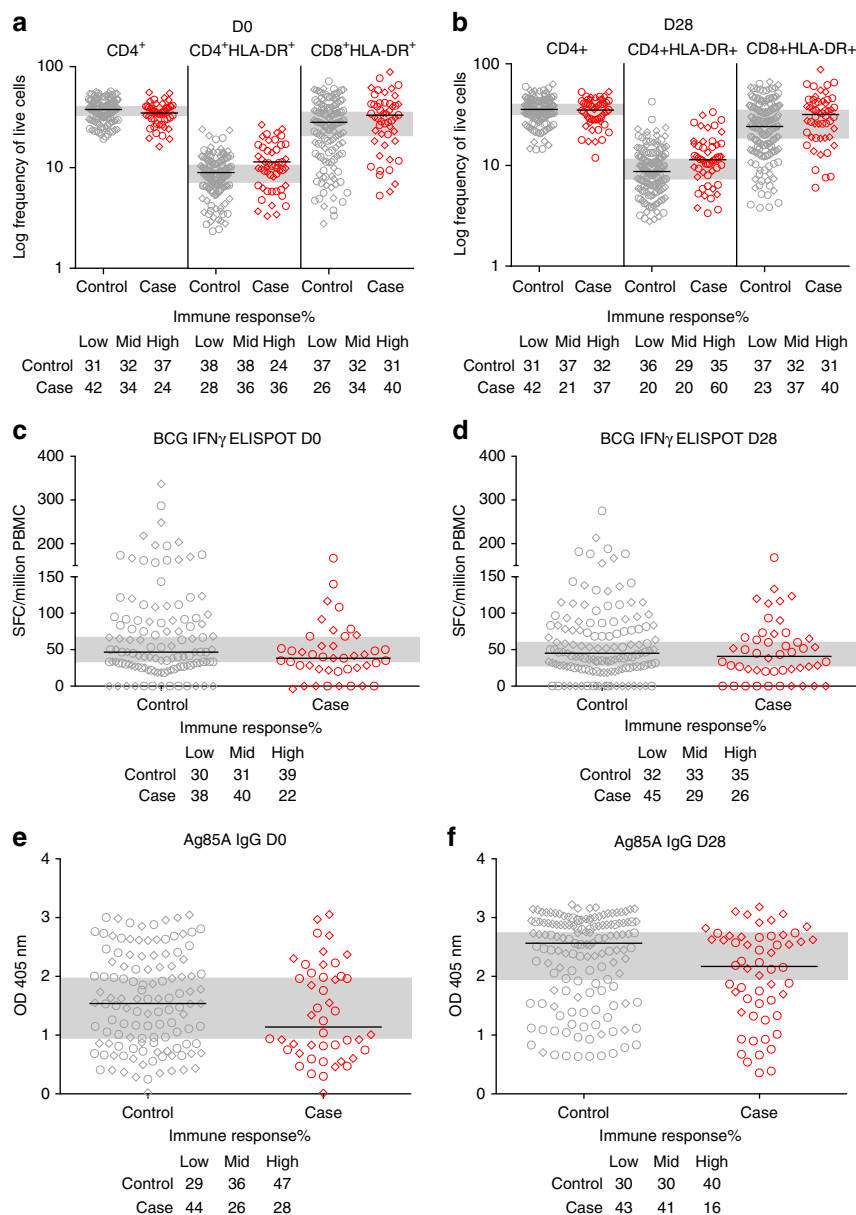 a
D0
CD4+
CD4+HLA-DR+
CD8+HLA-DR+
Log frequency of live cells
100
10
1
Control Case Control Case Control Case
Immune response%
Low Mid High Low Mid High Low Mid High
Control 31 32 37 38 38 24 37 32 31
Case 42 34 24 28 36 36 26 34 40
b
D28
CD4+
CD4+HLA-DR+
CD8+HLA-DR+
Log frequency of live cells
100
10
1
Control Case Control Case Control Case
Immune response%
Low Mid High Low Mid High Low Mid High
Control 31 37 32 36 29 35 37 32 31
Case 42 21 37 20 20 60 23 37 40
c
BCG IFNγ ELISPOT D0
SFC/million PBMC
400
300
200
150
100
50
0
Control Case
Immune response%
Low Mid High
Control 30 31 39
Case 38 40 22
d
BCG IFNγ ELISPOT D28
SFC/million PBMC
400
300
200
150
100
50
0
Control Case
Immune response%
Low Mid High
Control 32 33 35
Case 45 29 26
e
Ag85A IgG D0
OD 405 nm
4
3
2
1
0
Control Case
Immune response%
Low Mid High
Control 29 36 47
Case 44 26 28
f
Ag85A IgG D28
OD 405 nm
4
3
2
1
0
Control Case
Immune response%
Low Mid High
Control 30 30 40
Case 43 41 16